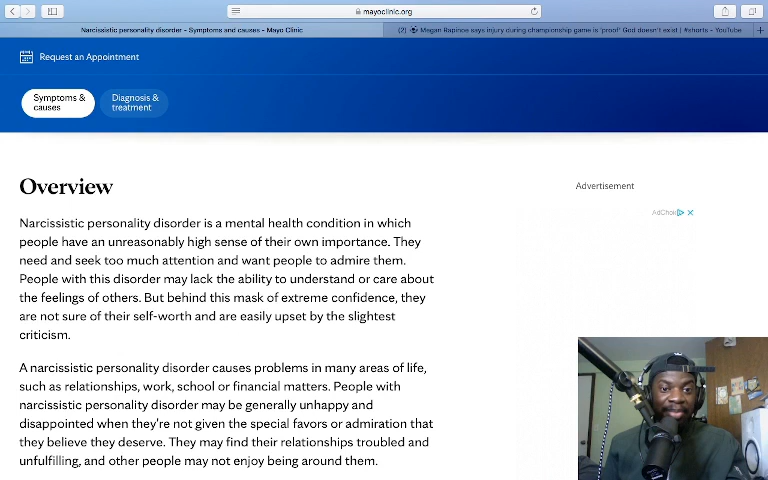 mayoclinic.org
Narcissistic personality disorder - Symptoms and causes - Mayo Clinic
(2) Megan Rapinoe says injury during championship game is 'proof' God doesn't exist | #shorts - YouTube
Request an Appointment
Symptoms &
causes
Diagnosis &
treatment
Overview
Advertisement
AdChoi
Narcissistic personality disorder is a mental health condition in which
people have an unreasonably high sense of their own importance. They
need and seek too much attention and want people to admire them.
People with this disorder may lack the ability to understand or care about
the feelings of others. But behind this mask of extreme confidence, they
are not sure of their self-worth and are easily upset by the slightest
criticism.
A narcissistic personality disorder causes problems in many areas of life,
such as relationships, work, school or financial matters. People with
narcissistic personality disorder may be generally unhappy and
disappointed when they're not given the special favors or admiration that
they believe they deserve. They may find their relationships troubled and
unfulfilling, and other people may not enjoy being around them.